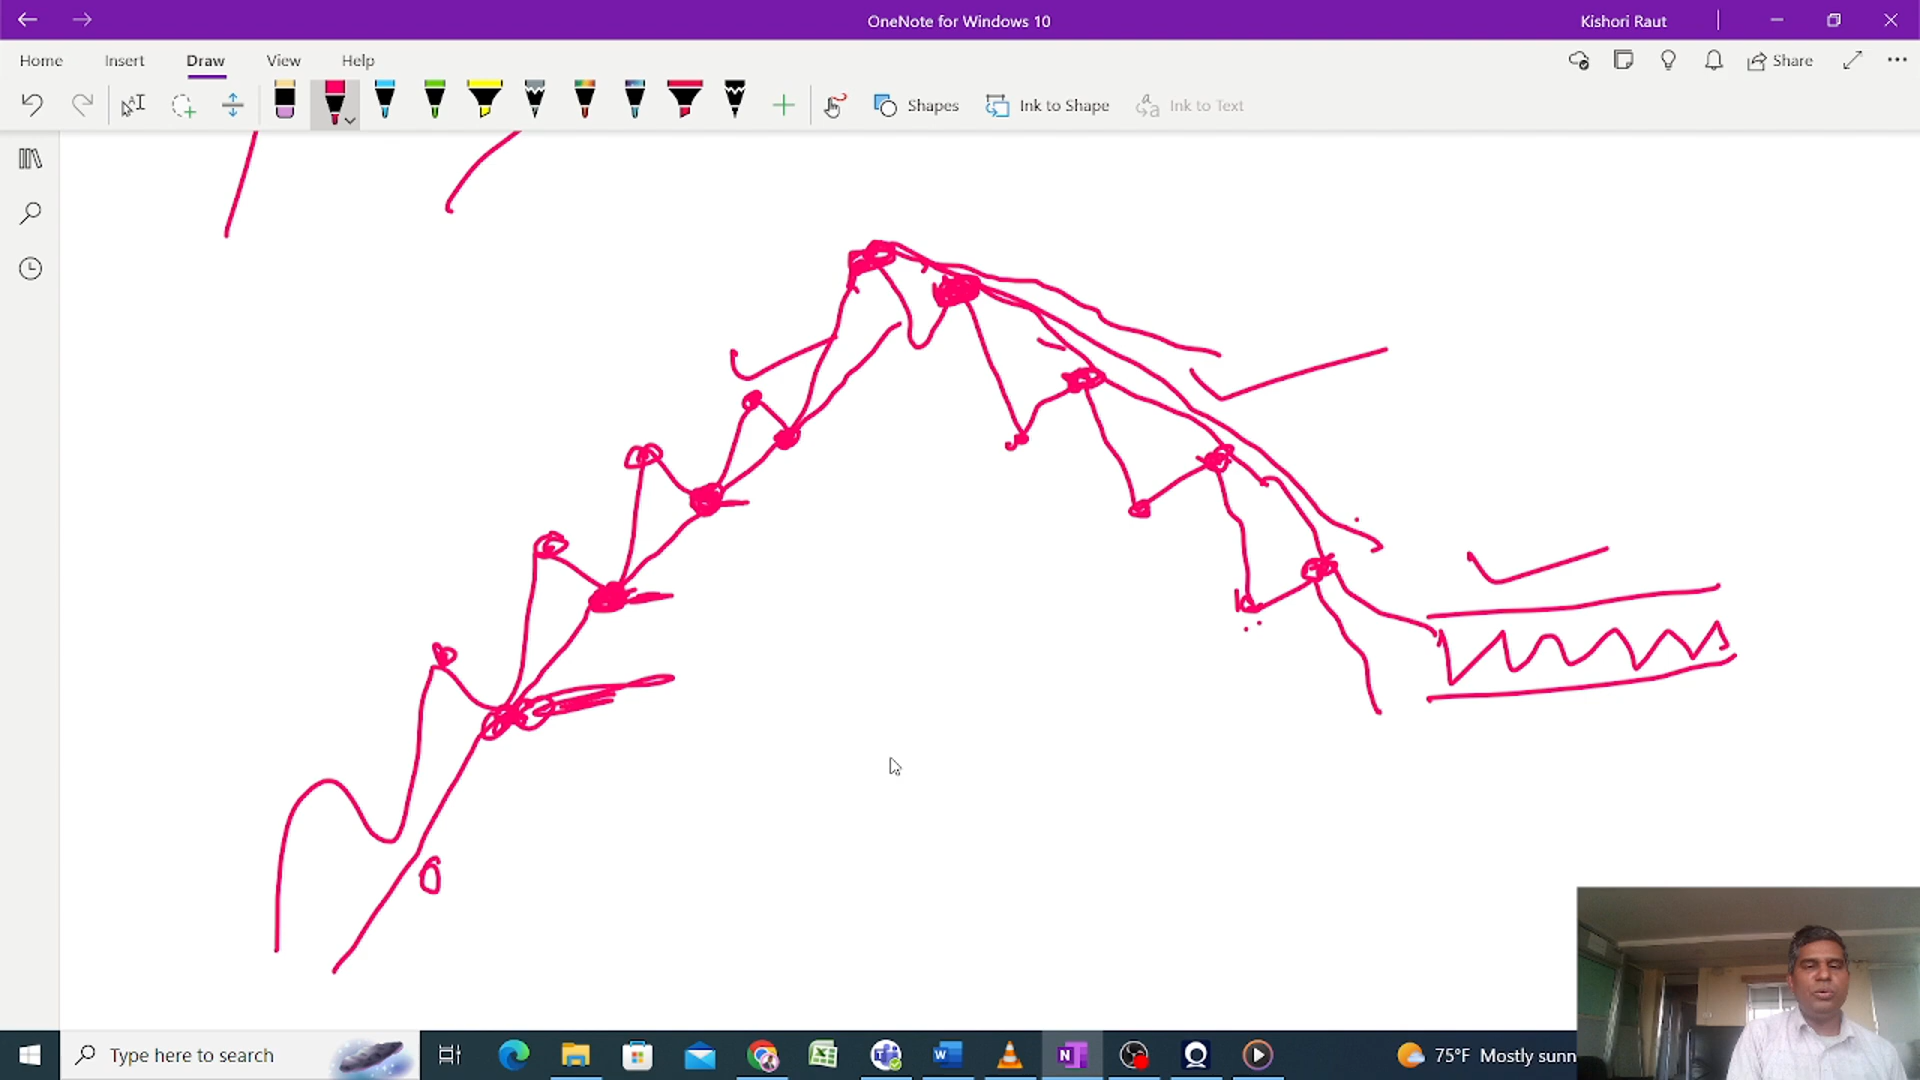 OneNote for Windows 10
Kishori Raut
Home Insert Draw View Help
Share
Shapes Ink to Shape Ink to Text
Type here to search
75°F Mostly sunn